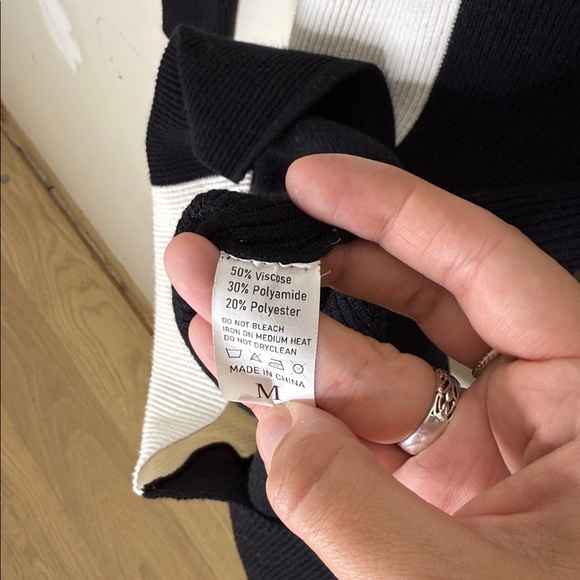 50% Viscose
30% Polyamide
20% Polyester
DO NOT BLEACH
IRON ON MEDIUM HEAT
DO NOT DRYCLEAN
MADE IN CHINA
M